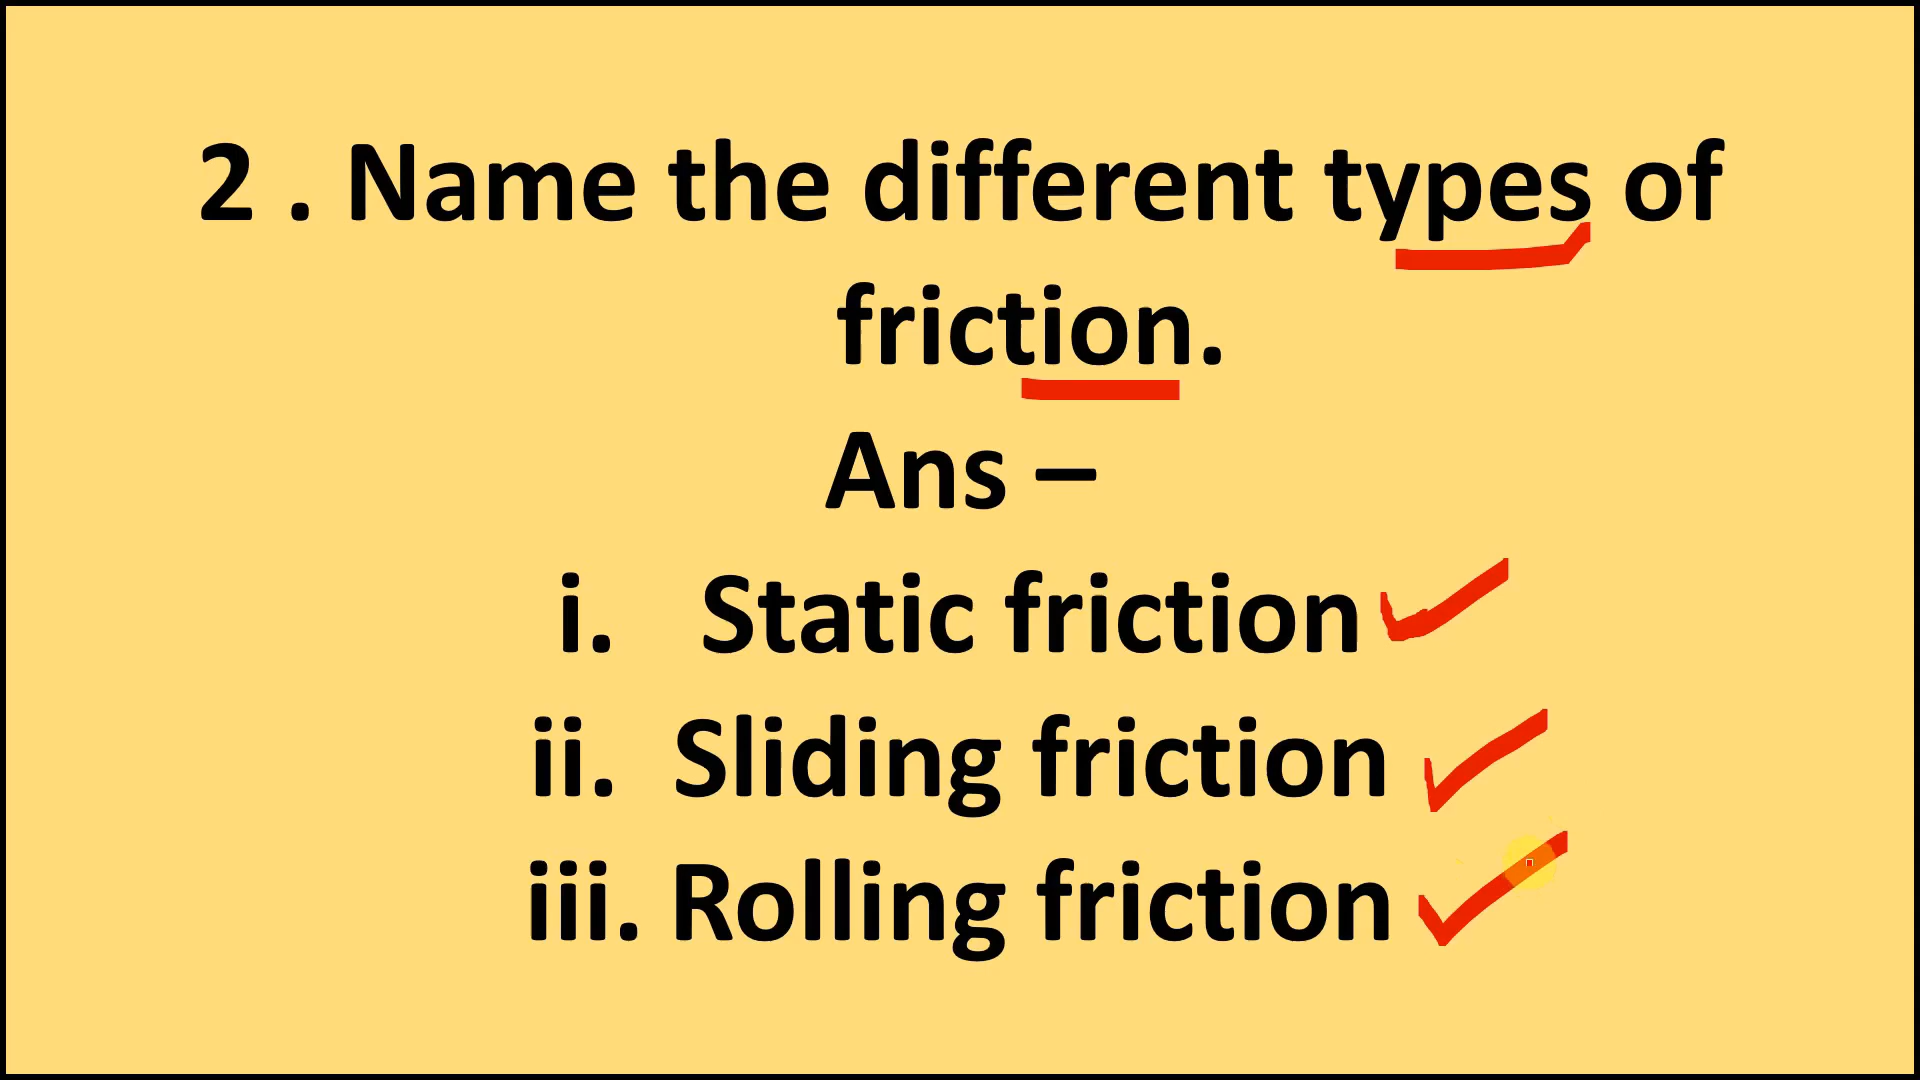 2 . Name the different types of
friction.
Ans –
i. Static friction
ii. Sliding friction
iii. Rolling friction